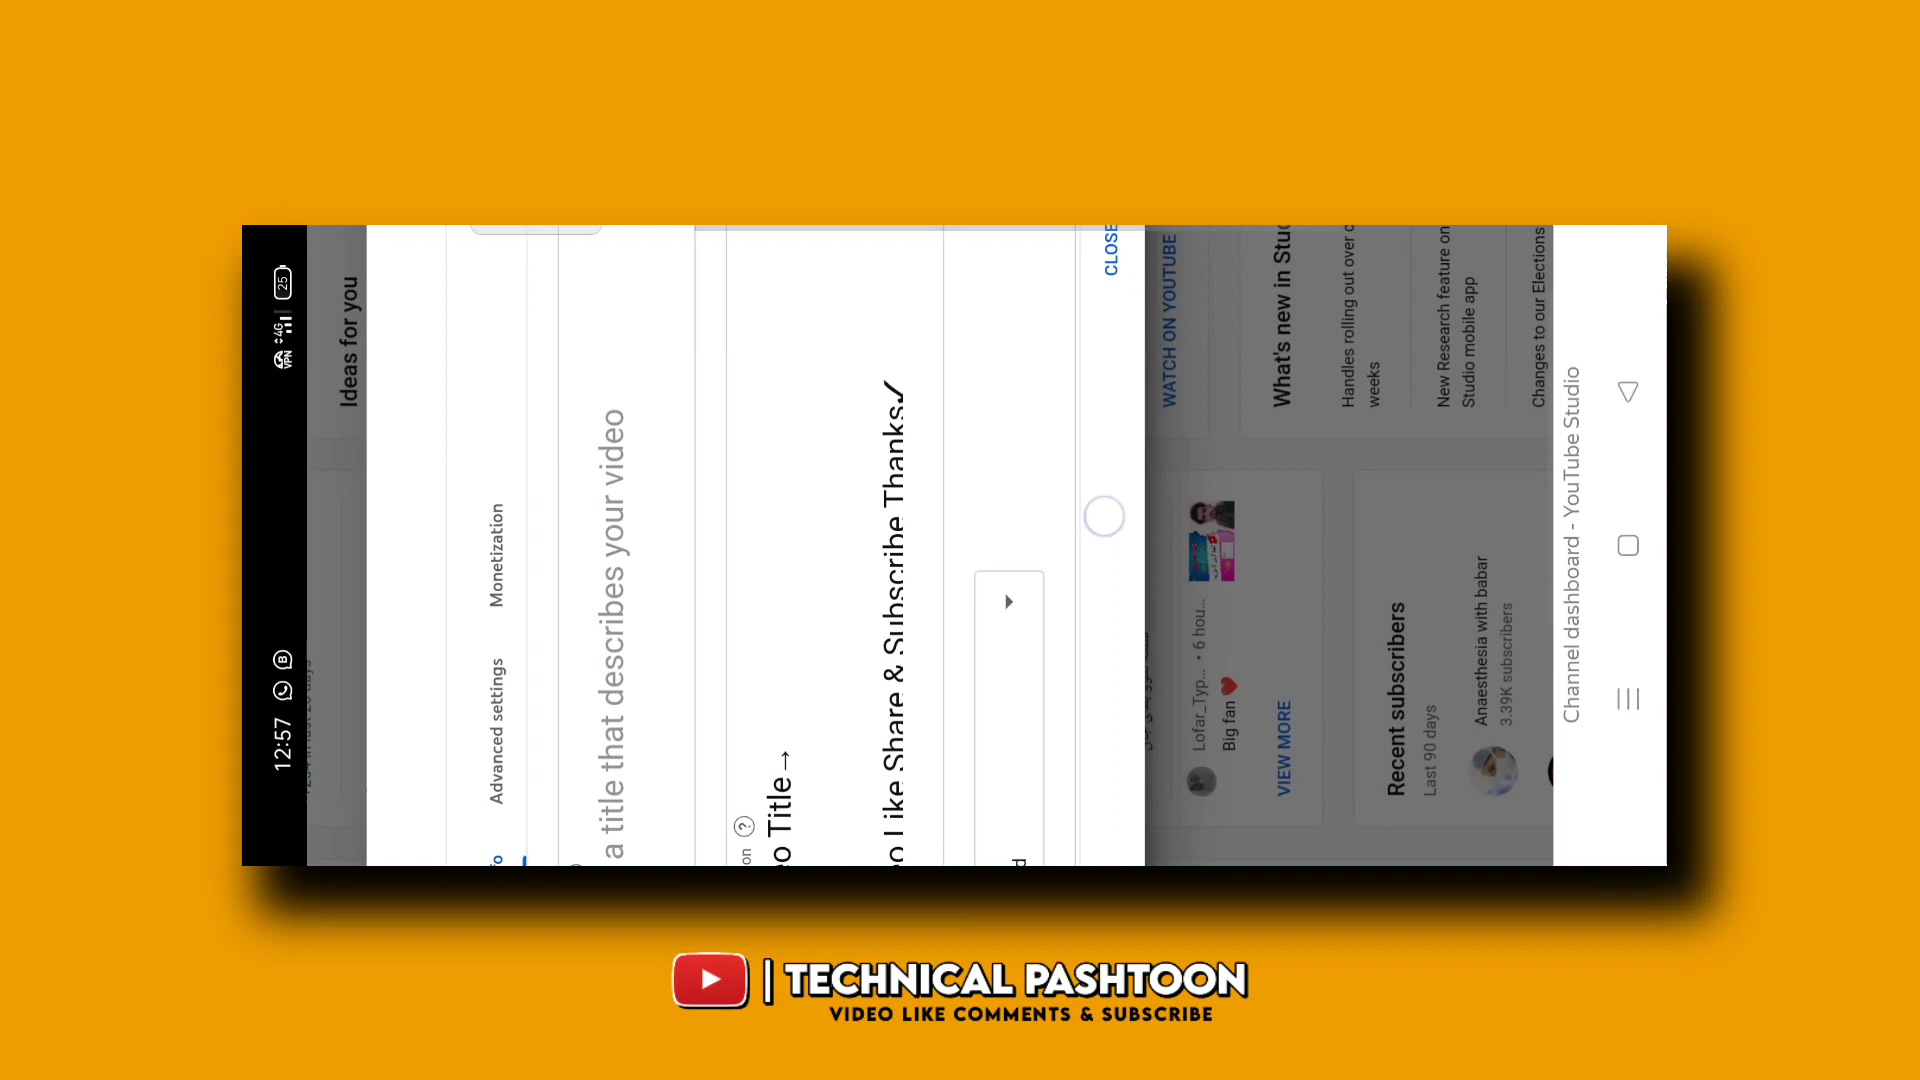 12:57
VPN
4G
25
Ideas for you
Advanced settings
Monetization
a title that describes your video
Title→
Like Share & Subscribe Thanks✓
CLOSE
WATCH ON YOUTUBE
Lofar_Typ... • 6 hou...
Big fan ❤️
VIEW MORE
What's new in
Handles rolling out over
weeks
New Research feature on
Studio mobile app
Changes to our Elections
Recent subscribers
Last 90 days
Anaesthesia with babar
3.39K subscribers
Channel dashboard - YouTube Studio
| TECHNICAL PASHTOON
VIDEO LIKE COMMENTS & SUBSCRIBE